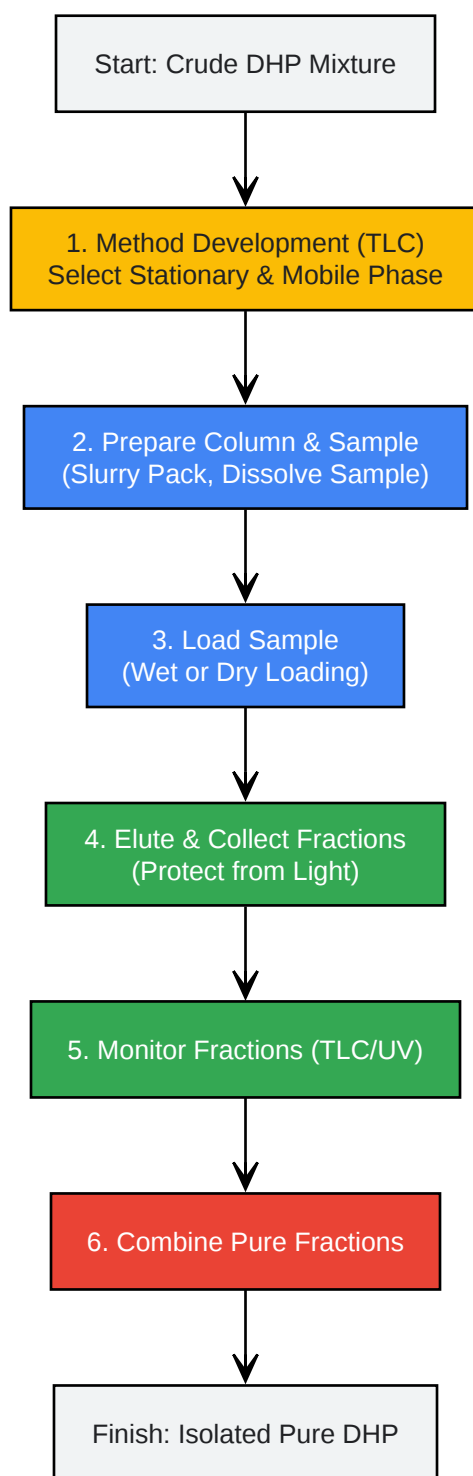 Start: Crude DHP Mixture
1. Method Development (TLC)
Select Stationary & Mobile Phase
2. Prepare Column & Sample
(Slurry Pack, Dissolve Sample)
3. Load Sample
(Wet or Dry Loading)
4. Elute & Collect Fractions
(Protect from Light)
5. Monitor Fractions (TLC/UV)
6. Combine Pure Fractions
Finish: Isolated Pure DHP